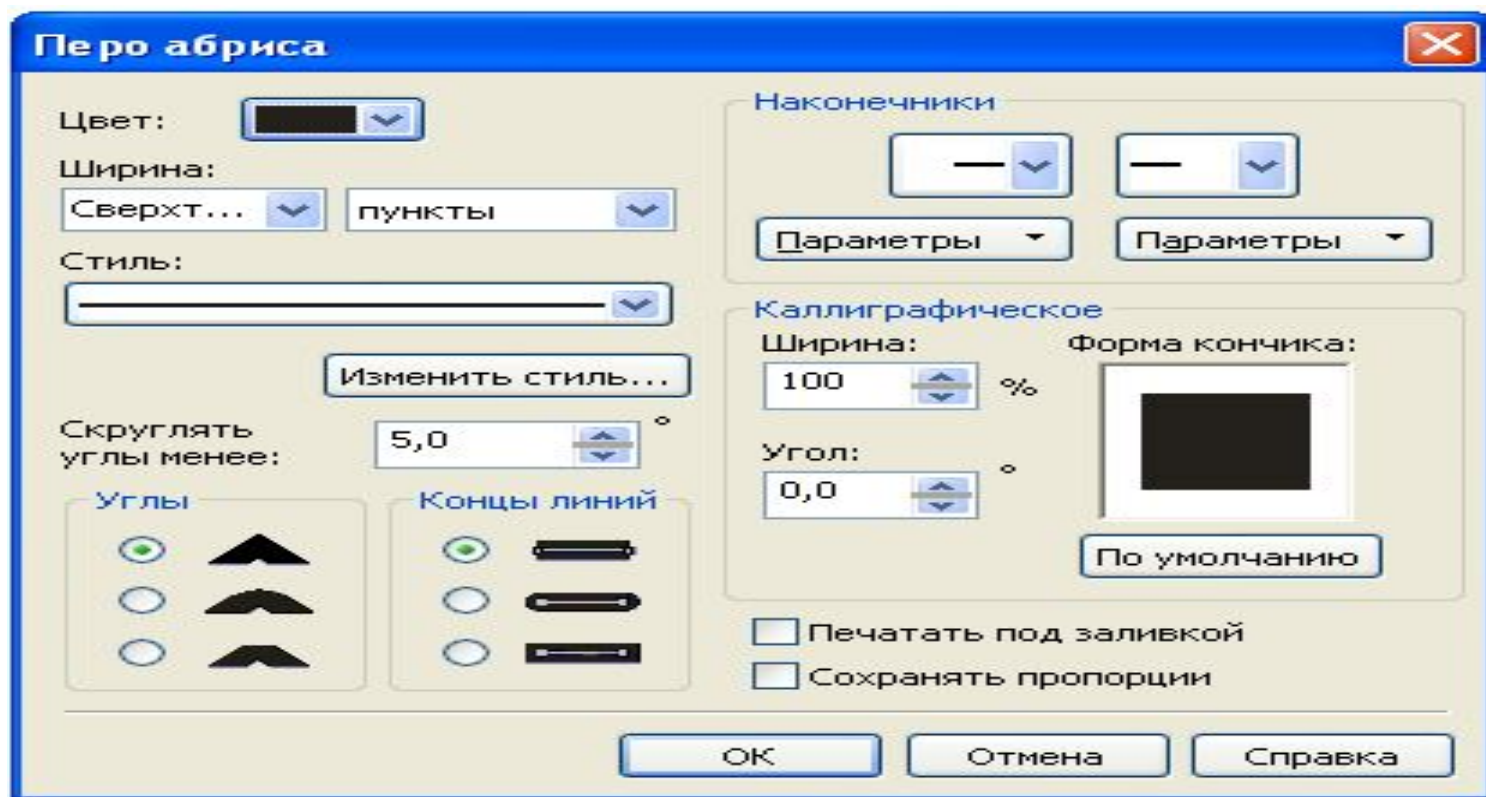 Перо абриса
Цвет:
Ширина:
Сверхт...
пункты
Стиль:
Изменить стиль...
Скруглять
углы менее:
5,0
°
Углы
Концы линий
Наконечники
Параметры
Параметры
Каллиграфическое
Ширина:
100
%
Угол:
0,0
°
Форма кончика:
По умолчанию
Печатать под заливкой
Сохранять пропорции
ОК
Отмена
Справка